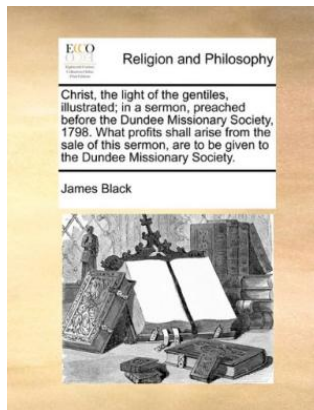 ECCO
Religion and Philosophy
Christ, the light of the gentiles,
illustrated; in a sermon, preached
before the Dundee Missionary Society,
1798. What profits shall arise from the
sale of this sermon, are to be given to
the Dundee Missionary Society.
James Black